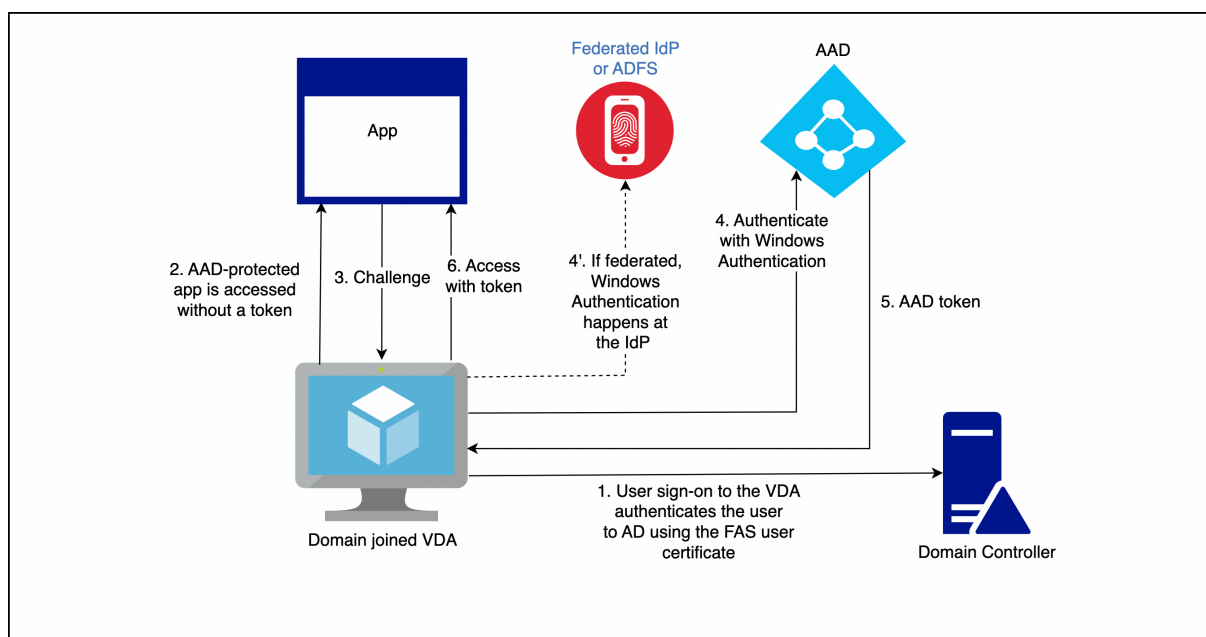 Federated IdP
or ADFS
AAD
App
2. AAD-protected
app is accessed
without a token
3. Challenge
6. Access
with token
4'. If federated,
Windows
Authentication
happens at
the IdP
4. Authenticate
with Windows
Authentication
5. AAD token
1. User sign-on to the VDA
authenticates the user
to AD using the FAS user
certificate
Domain joined VDA
Domain Controller